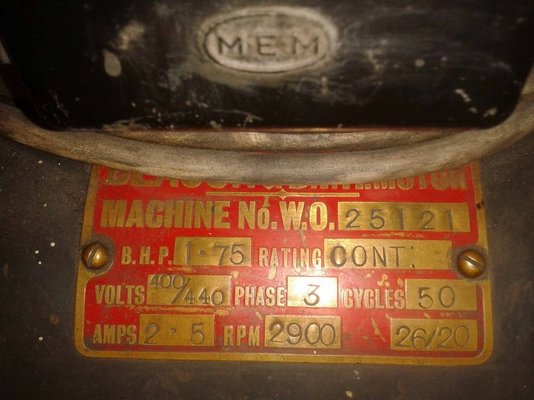 MEM
MOTOR
MACHINE No. W.O. 25121
B.H.P. 1.75 RATING CONT.
VOLTS 400/440 PHASE 3 CYCLES 50
AMPS 2.5 RPM 2900 26/20